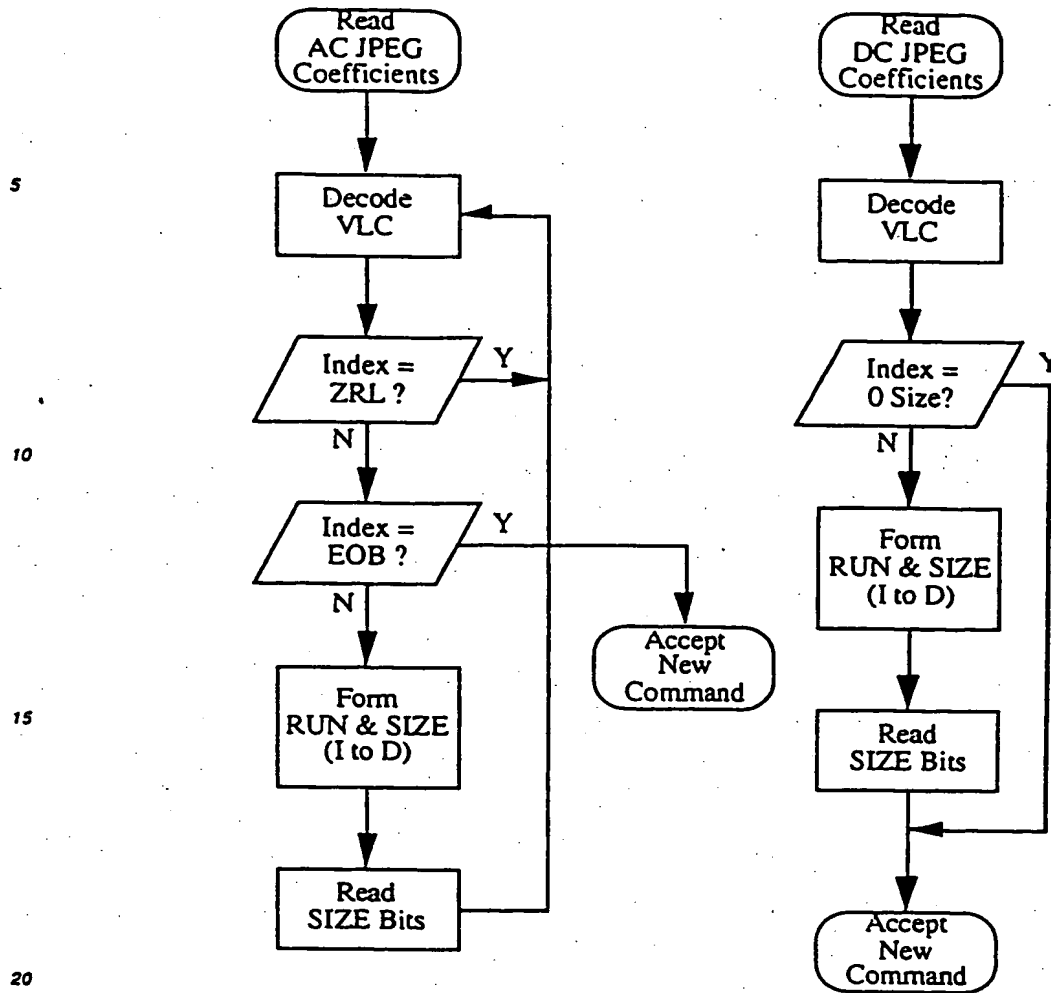 Read
AC JPEG
Coefficients
5
Decode
VLC
Index =
ZRL ?
Y
N
10
Index =
EOB ?
Y
N
Accept
New
Command
15
Form
RUN & SIZE
(I to D)
Read
SIZE Bits
20
Read
DC JPEG
Coefficients
Decode
VLC
Index =
0 Size?
Y
N
Form
RUN & SIZE
(I to D)
Read
SIZE Bits
Accept
New
Command